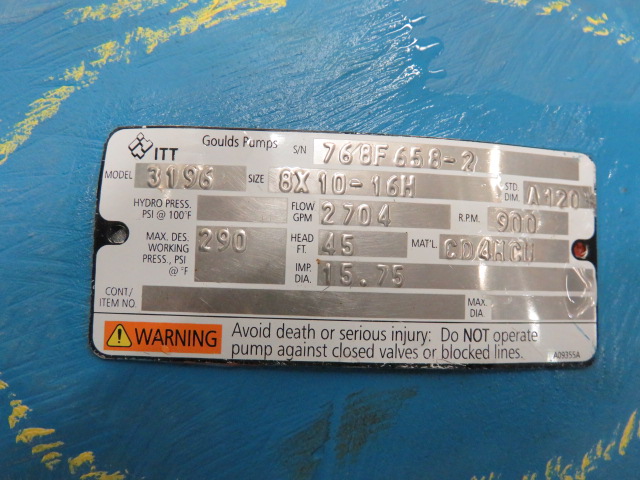 ITT Goulds Pumps S/N 768F658-2
MODEL 3196 SIZE 8X10-16H STD. DIM. A120
HYDRO PRESS. PSI @ 100°F FLOW GPM 2704 R.P.M. 900
MAX. DES. WORKING PRESS., PSI @ °F 290 HEAD FT. 45 MAT'L. CD4MCU
IMP. DIA. 15.75
CONT/ ITEM NO. MAX. DIA
WARNING Avoid death or serious injury: Do NOT operate
pump against closed valves or blocked lines.
A09355A